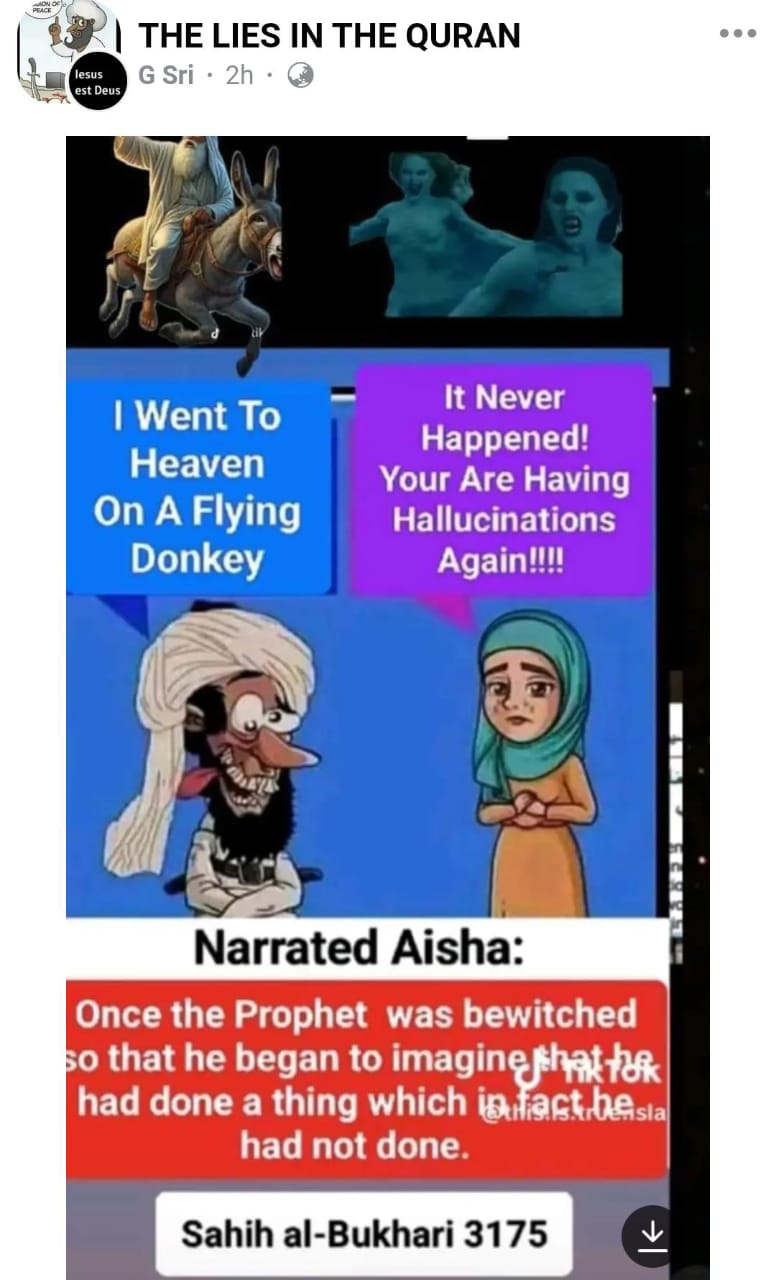 PEACE
THE LIES IN THE QURAN
Iesus
est Deus
G Sri · 2h ·
I Went To
Heaven
On A Flying
Donkey
It Never
Happened!
Your Are Having
Hallucinations
Again!!!!
Narrated Aisha:
Once the Prophet was bewitched
so that he began to imagine that he
TikTok
had done a thing which in fact he
had not done.
Sahih al-Bukhari 3175